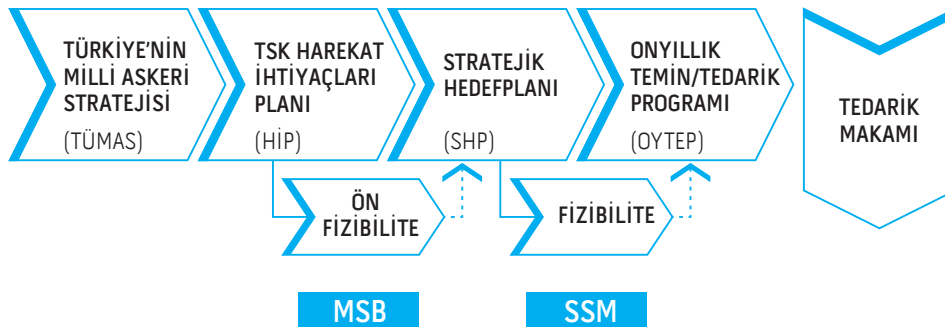 TÜRKİYE'NİN
MİLLİ ASKERİ
STRATEJİSİ
(TÜMAS)
TSK HAREKAT
İHTİYAÇLARI
PLANI
(HİP)
STRATEJİK
HEDEFPLANI
(SHP)
ONYILLIK
TEMİN/TEDARİK
PROGRAMI
(OYTEP)
TEDARİK
MAKAMI
ÖN
FİZİBİLİTE
FİZİBİLİTE
MSB
SSM